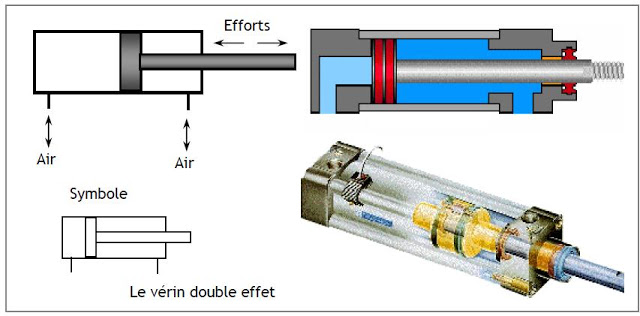 Efforts
Air
Air
Symbole
Le vérin double effet